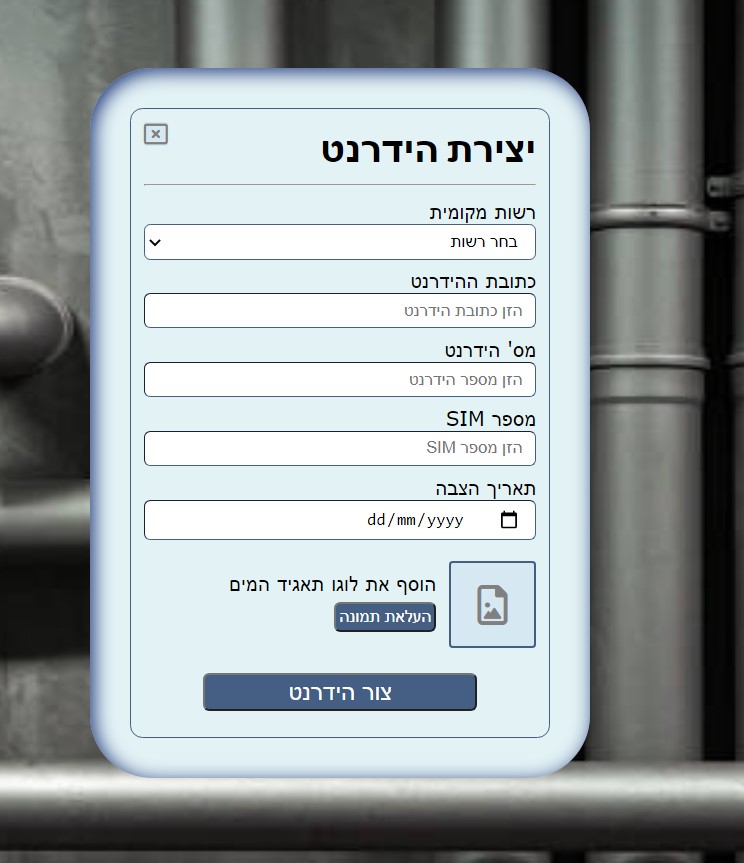 יצירת הידרנט
רשות מקומית
בחר רשות
כתובת ההידרנט
הזן כתובת הידרנט
מס' הידרנט
הזן מספר הידרנט
מספר SIM
הזן מספר SIM
תאריך הצבה
dd/mm/yyyy
הוסף את לוגו תאגיד המים
העלאת תמונה
צור הידרנט